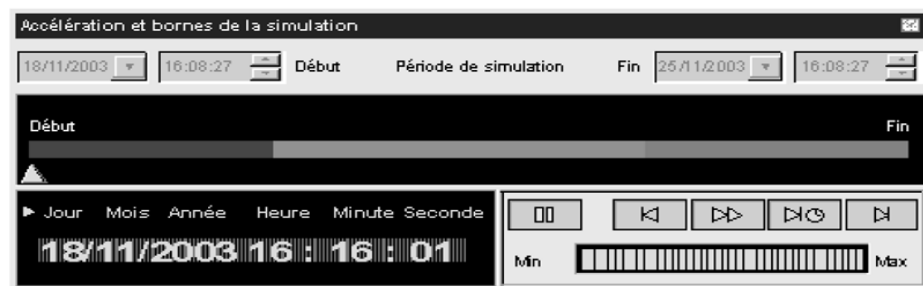 Accélération et bornes de la simulation
18/11/2003 16:08:27 Début Période de simulation Fin 25/11/2003 16:08:27
Début Fin
Jour Mois Année Heure Minute Seconde
18/11/2003 16 : 16 : 01
Min Max